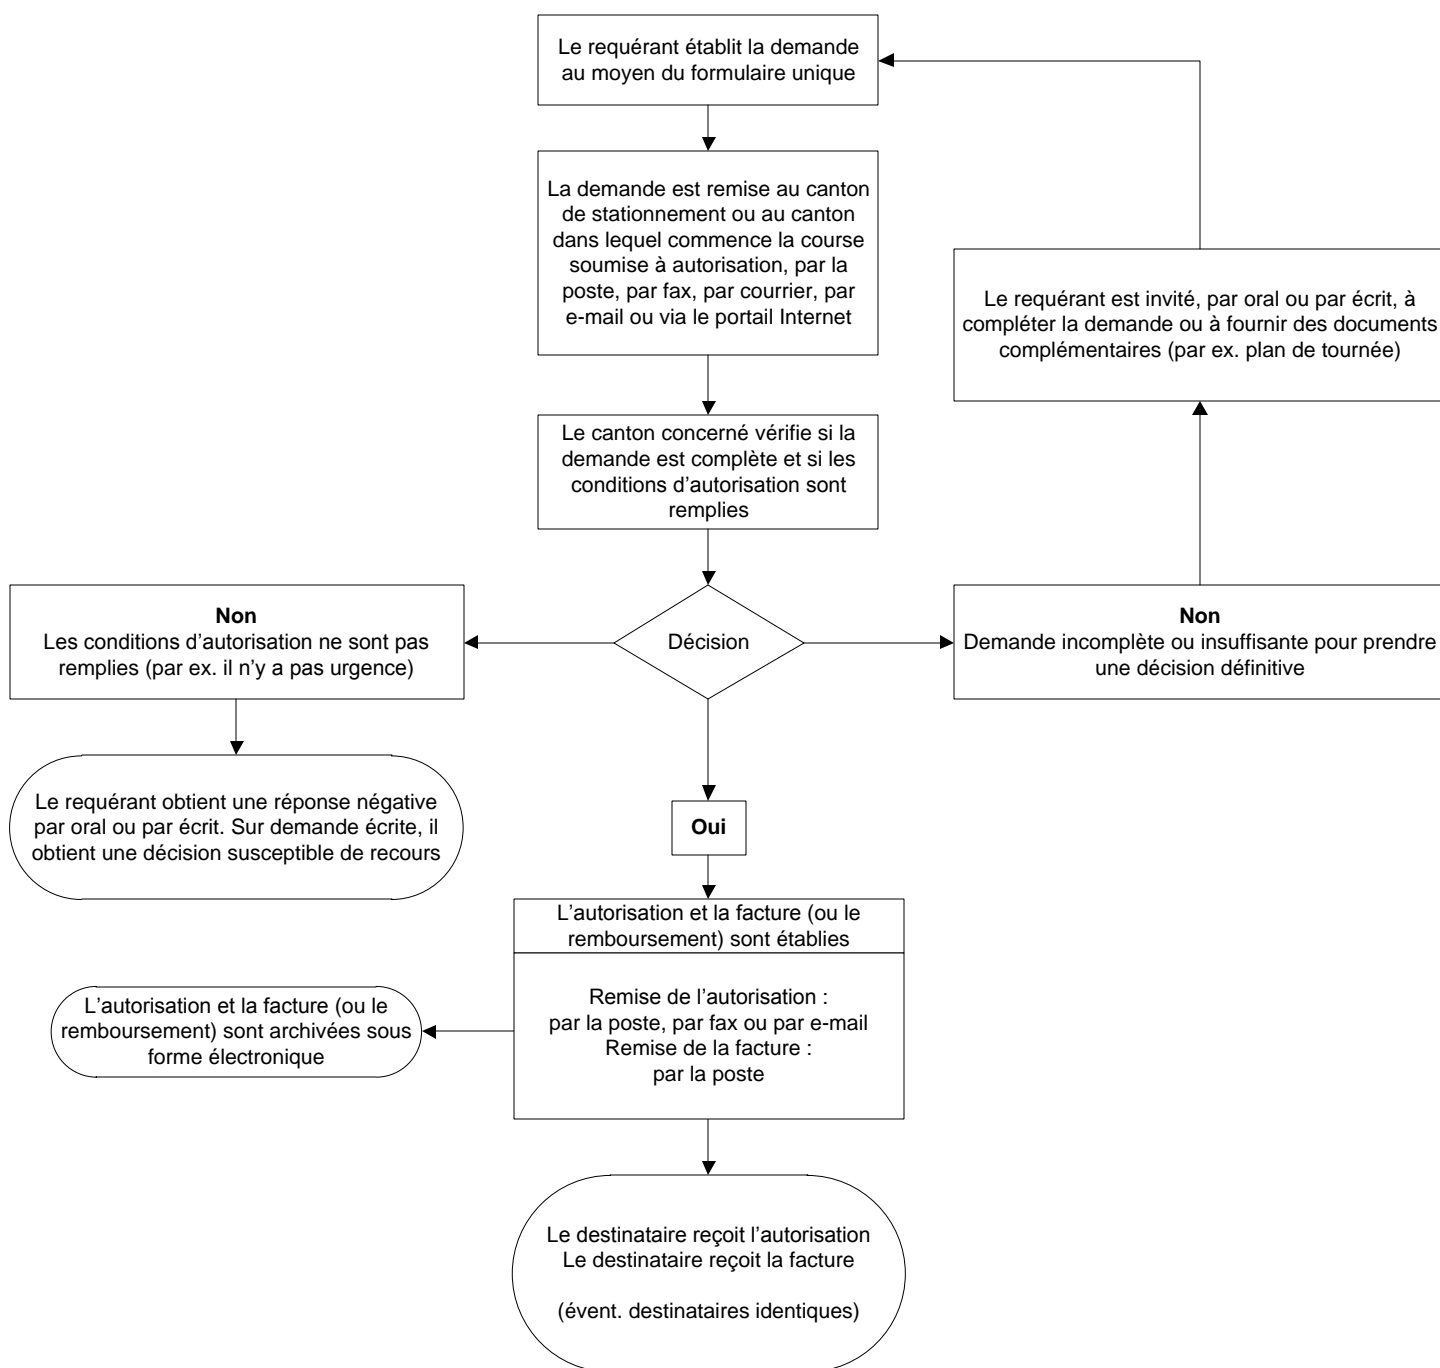 Le requérant établit la demande
au moyen du formulaire unique
La demande est remise au canton
de stationnement ou au canton
dans lequel commence la course
soumise à autorisation, par la
poste, par fax, par courrier, par
e-mail ou via le portail Internet
Le requérant est invité, par oral ou par écrit, à
compléter la demande ou à fournir des documents
complémentaires (par ex. plan de tournée)
Le canton concerné vérifie si la
demande est complète et si les
conditions d'autorisation sont
remplies
Non
Les conditions d'autorisation ne sont pas
remplies (par ex. il n'y a pas urgence)
Décision
Non
Demande incomplète ou insuffisante pour prendre
une décision définitive
Le requérant obtient une réponse négative
par oral ou par écrit. Sur demande écrite, il
obtient une décision susceptible de recours
Oui
L'autorisation et la facture (ou le
remboursement) sont établies
Remise de l'autorisation :
par la poste, par fax ou par e-mail
Remise de la facture :
par la poste
L'autorisation et la facture (ou le
remboursement) sont archivées sous
forme électronique
Le destinataire reçoit l'autorisation
Le destinataire reçoit la facture
(évent. destinataires identiques)